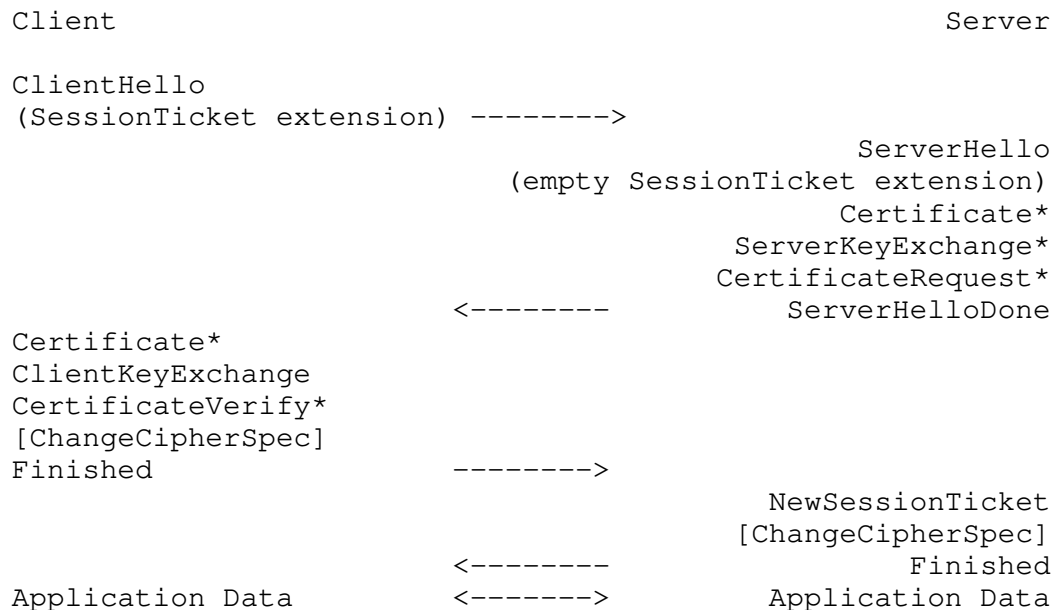 Client Server
ClientHello
(SessionTicket extension) -------->
ServerHello
(empty SessionTicket extension)
Certificate*
ServerKeyExchange*
CertificateRequest*
<-------- ServerHelloDone
Certificate*
ClientKeyExchange
CertificateVerify*
[ChangeCipherSpec]
Finished -------->
NewSessionTicket
[ChangeCipherSpec]
<-------- Finished
Application Data <-------> Application Data